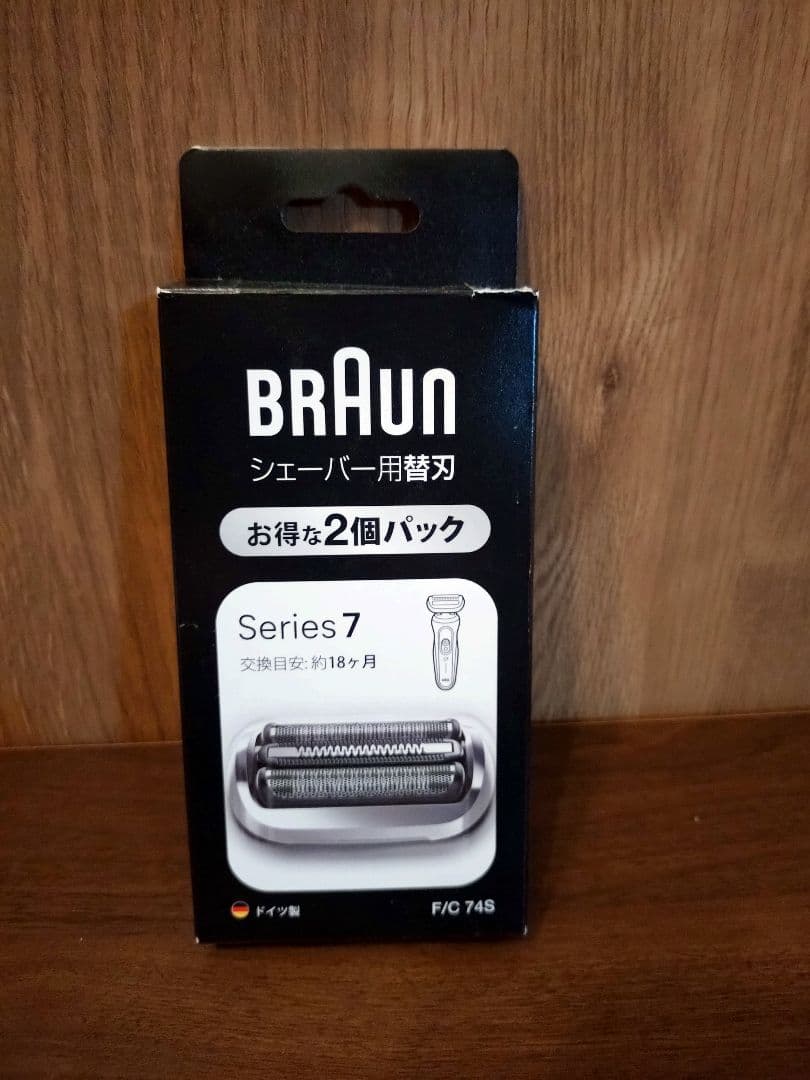 BRAUN
シェーバー用替刃
お得な2個パック
Series 7
交換目安:約18ヶ月
ドイツ製
F/C 74S